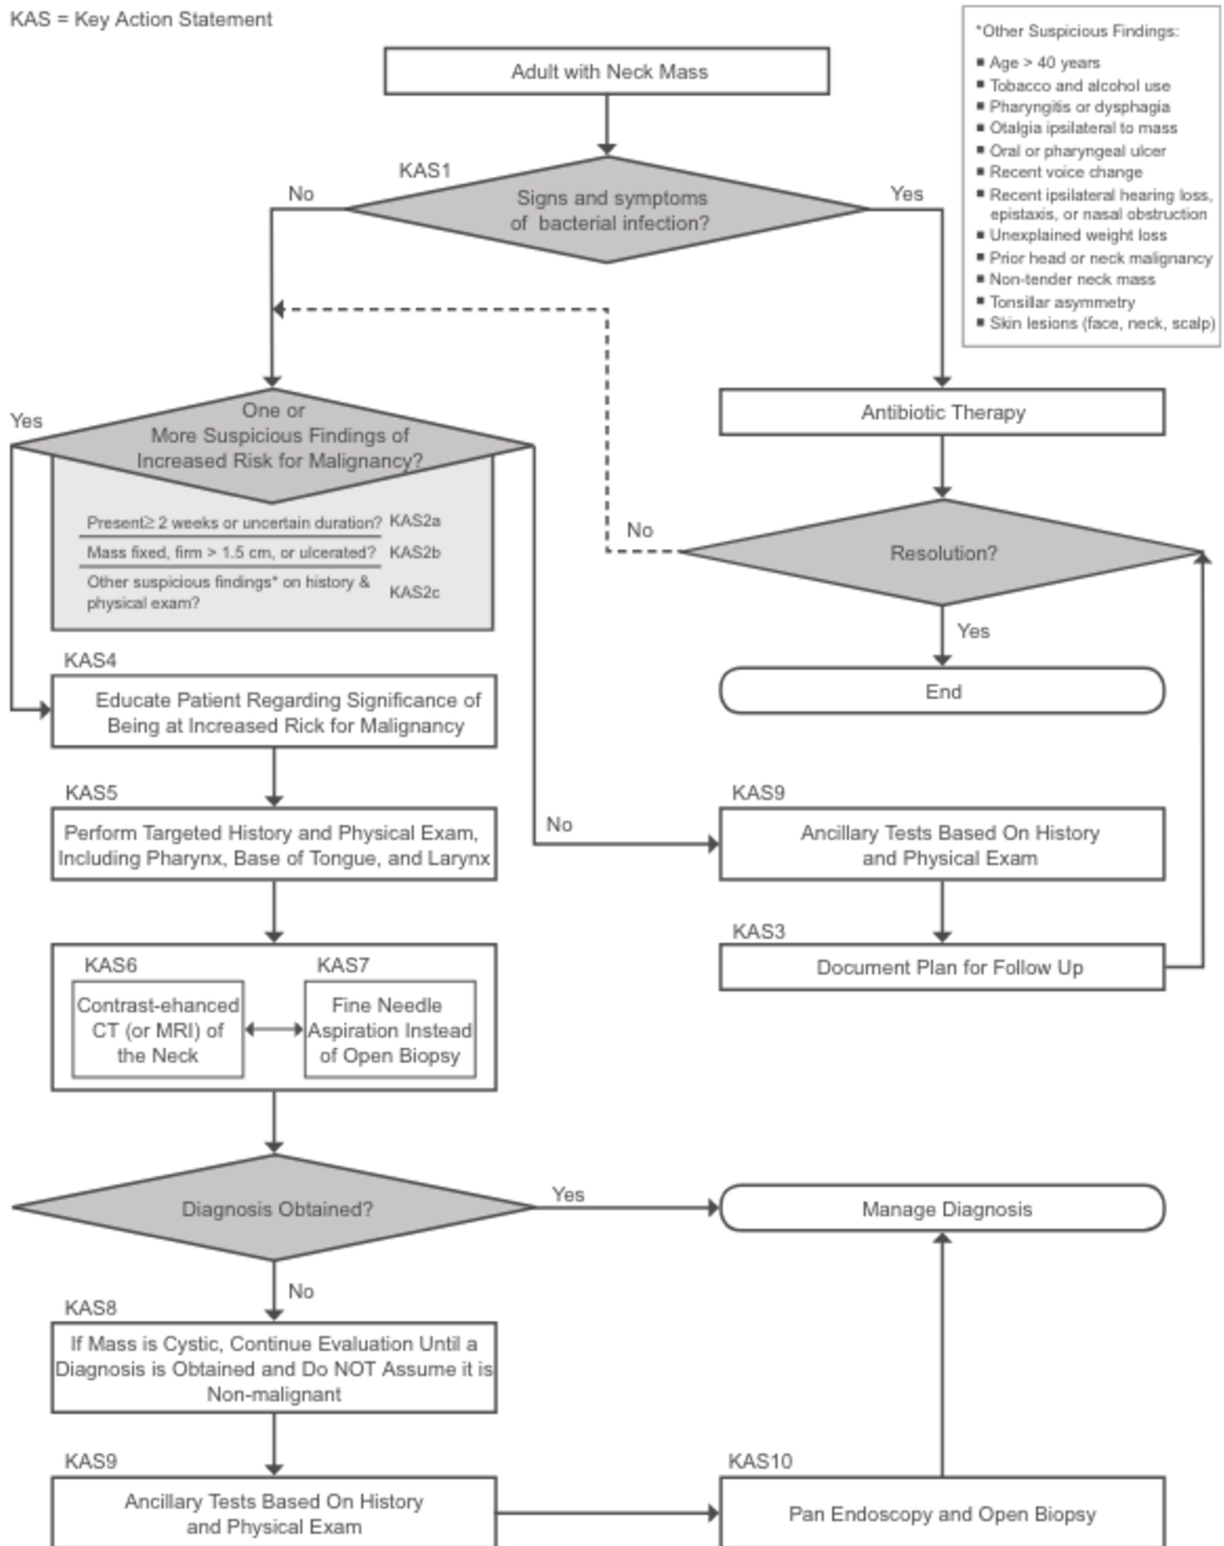 KAS = Key Action Statement
*Other Suspicious Findings:
■ Age > 40 years
■ Tobacco and alcohol use
■ Pharyngitis or dysphagia
■ Otalgia ipsilateral to mass
■ Oral or pharyngeal ulcer
■ Recent voice change
■ Recent ipsilateral hearing loss,
epistaxis, or nasal obstruction
■ Unexplained weight loss
■ Prior head or neck malignancy
■ Non-tender neck mass
■ Tonsillar asymmetry
■ Skin lesions (face, neck, scalp)
Adult with Neck Mass
KAS1
Signs and symptoms
of bacterial infection?
No
Yes
One or
More Suspicious Findings of
Increased Risk for Malignancy?
Yes
Present≥ 2 weeks or uncertain duration? KAS2a
Mass fixed, firm > 1.5 cm, or ulcerated? KAS2b
Other suspicious findings* on history &
physical exam?
KAS2c
Antibiotic Therapy
No
Resolution?
Yes
End
KAS4
Educate Patient Regarding Significance of
Being at Increased Rick for Malignancy
KAS5
Perform Targeted History and Physical Exam,
Including Pharynx, Base of Tongue, and Larynx
No
KAS9
Ancillary Tests Based On History
and Physical Exam
KAS3
Document Plan for Follow Up
KAS6
Contrast-ehanced
CT (or MRI) of
the Neck
KAS7
Fine Needle
Aspiration Instead
of Open Biopsy
Diagnosis Obtained?
Yes
Manage Diagnosis
No
KAS8
If Mass is Cystic, Continue Evaluation Until a
Diagnosis is Obtained and Do NOT Assume it is
Non-malignant
KAS9
Ancillary Tests Based On History
and Physical Exam
KAS10
Pan Endoscopy and Open Biopsy